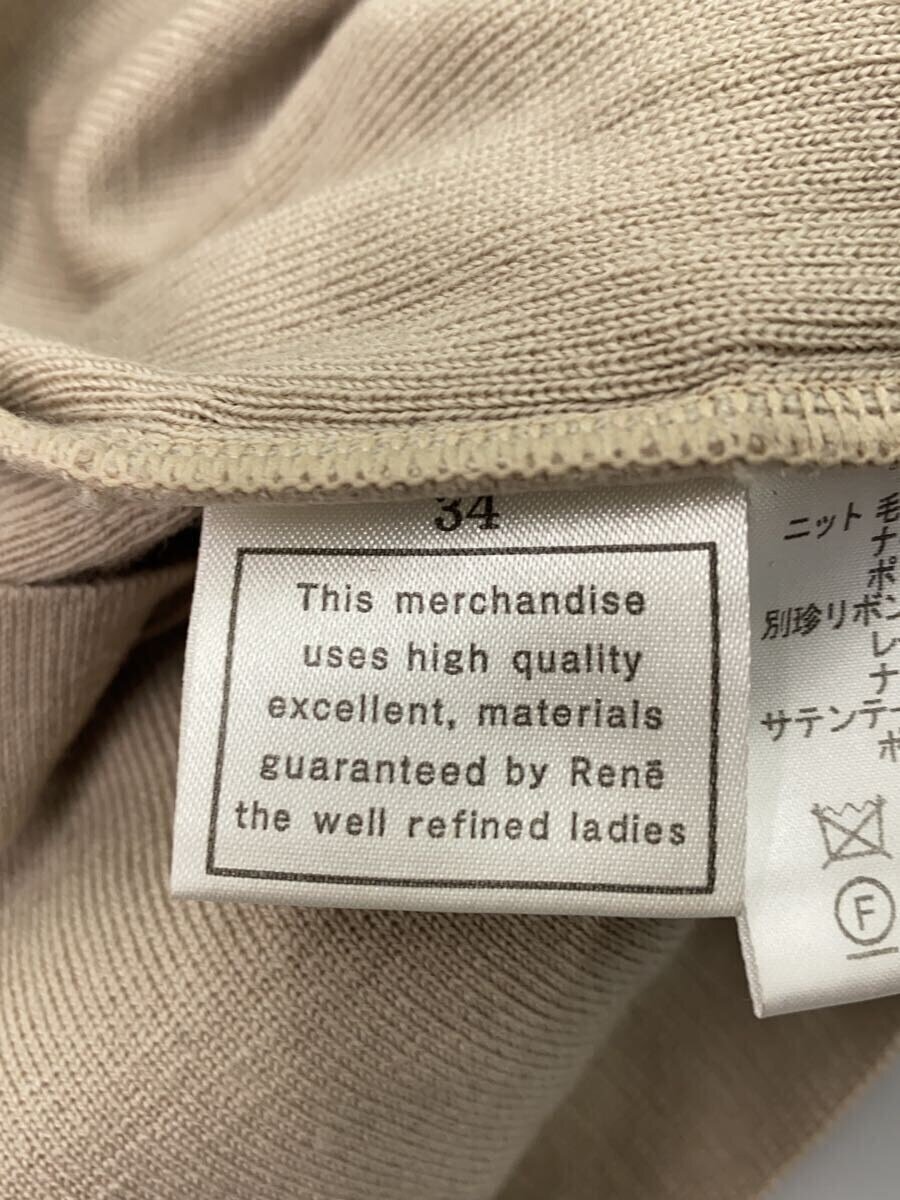 34
This merchandise
uses high quality
excellent, materials
guaranteed by Renē
the well refined ladies
ニット 毛
ナ
ポ
別珍リボン
レ
ナ
サテンテー
ポ
F